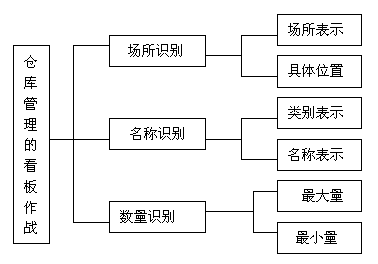 仓库管理的看板作战
场所识别
场所表示
具体位置
名称识别
类别表示
名称表示
数量识别
最大量
最小量